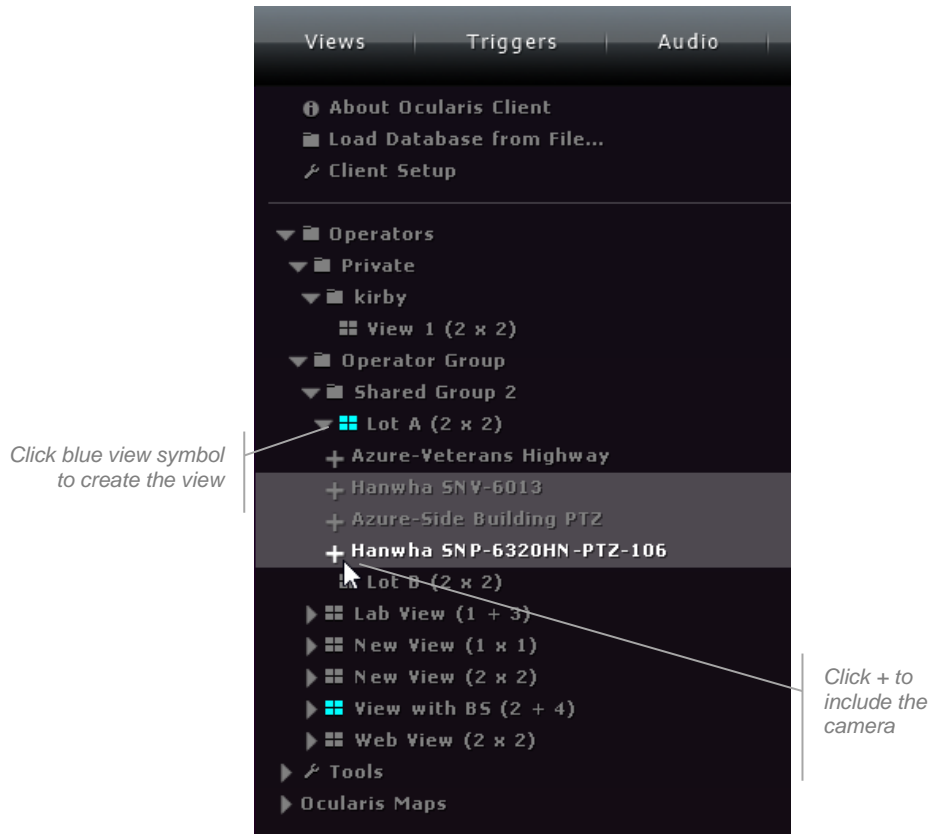 Views Triggers Audio
About Ocularis Client
Load Database from File...
Client Setup
Operators
Private
kirby
View 1 (2 x 2)
Operator Group
Shared Group 2
Lot A (2 x 2)
Click blue view symbol
to create the view
+ Azure-Veterans Highway
+ Hanwha SNV-6013
+ Azure-Side Building PTZ
+ Hanwha SNP-6320HN-PTZ-106
Lot B (2 x 2)
Lab View (1 + 3)
New View (1 x 1)
New View (2 x 2)
View with BS (2 + 4)
Web View (2 x 2)
Tools
Ocularis Maps
Click + to
include the
camera